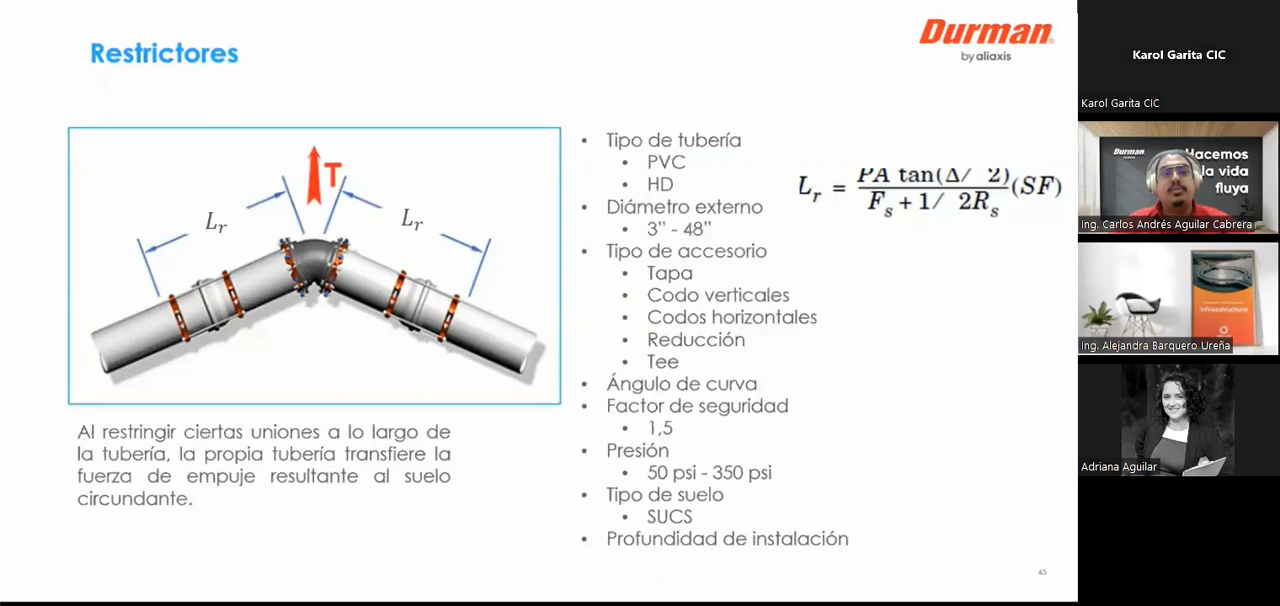 Restrictores
Durman
by aliaxis
T
Lr
Lr
Al restringir ciertas uniones a lo largo de
la tubería, la propia tubería transfiere la
fuerza de empuje resultante al suelo
circundante.
• Tipo de tubería
• PVC
• HD
• Diámetro externo
• 3” - 48”
• Tipo de accesorio
• Tapa
• Codo verticales
• Codos horizontales
• Reducción
• Tee
• Ángulo de curva
• Factor de seguridad
• 1,5
• Presión
• 50 psi - 350 psi
• Tipo de suelo
• SUCS
• Profundidad de instalación
Lr = PA tan(Δ/ 2) / Fs + 1/ 2Rs (SF)
45
Karol Garita CIC
Karol Garita CIC
Durman
Hacemos
la vida
fluya
Ing. Carlos Andrés Aguilar Cabrera
Infraestructura
Ing. Alejandra Barquero Ureña
Adriana Aguilar